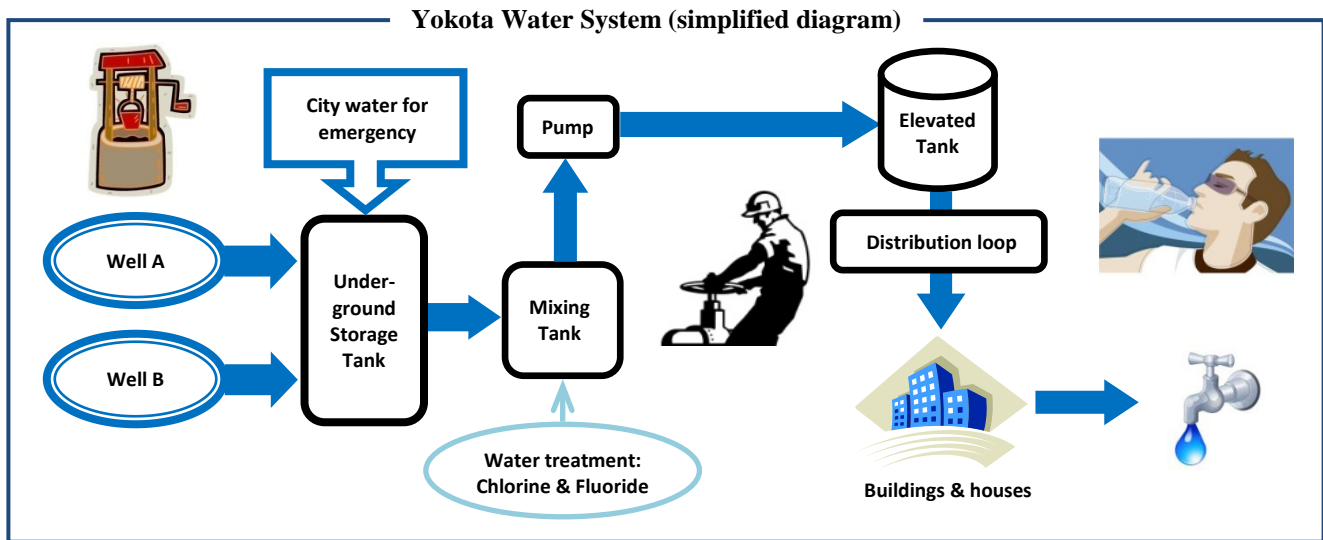 Yokota Water System (simplified diagram)
City water for
emergency
Pump
Elevated
Tank
Well A
Under-
ground
Storage
Tank
Mixing
Tank
Distribution loop
Well B
Water treatment:
Chlorine & Fluoride
Buildings & houses